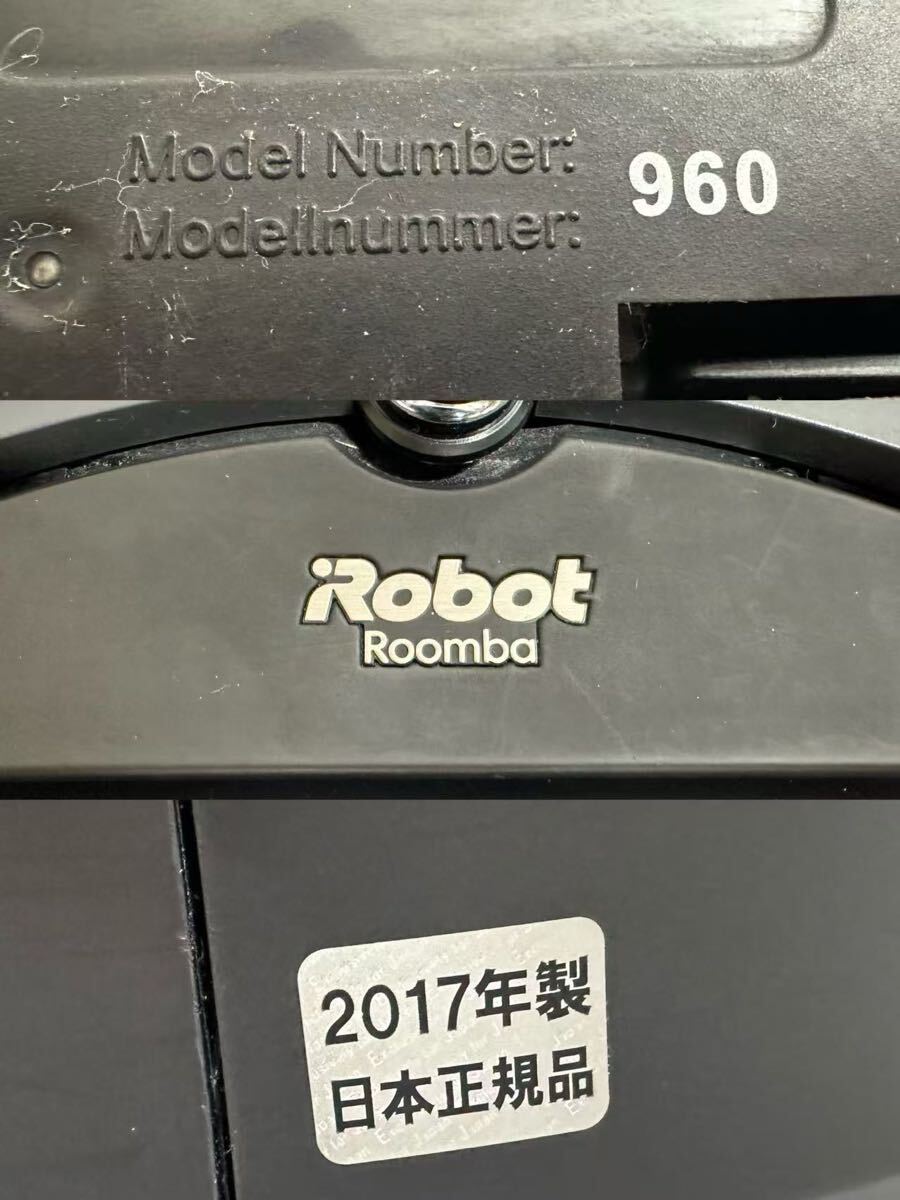 Model Number: 960
Modellnummer:
iRobot
Roomba
2017年製
日本正規品